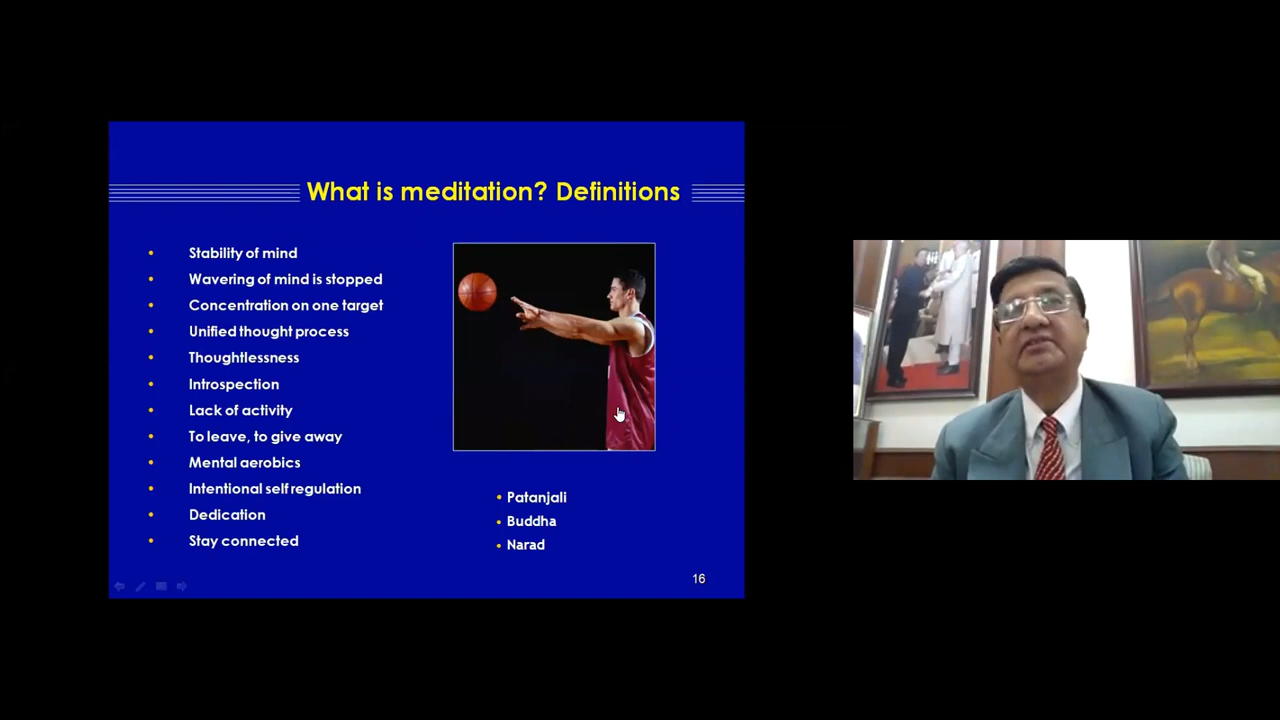 What is meditation? Definitions
• Stability of mind
• Wavering of mind is stopped
• Concentration on one target
• Unified thought process
• Thoughtlessness
• Introspection
• Lack of activity
• To leave, to give away
• Mental aerobics
• Intentional self regulation
• Dedication
• Stay connected
• Patanjali
• Buddha
• Narad
16